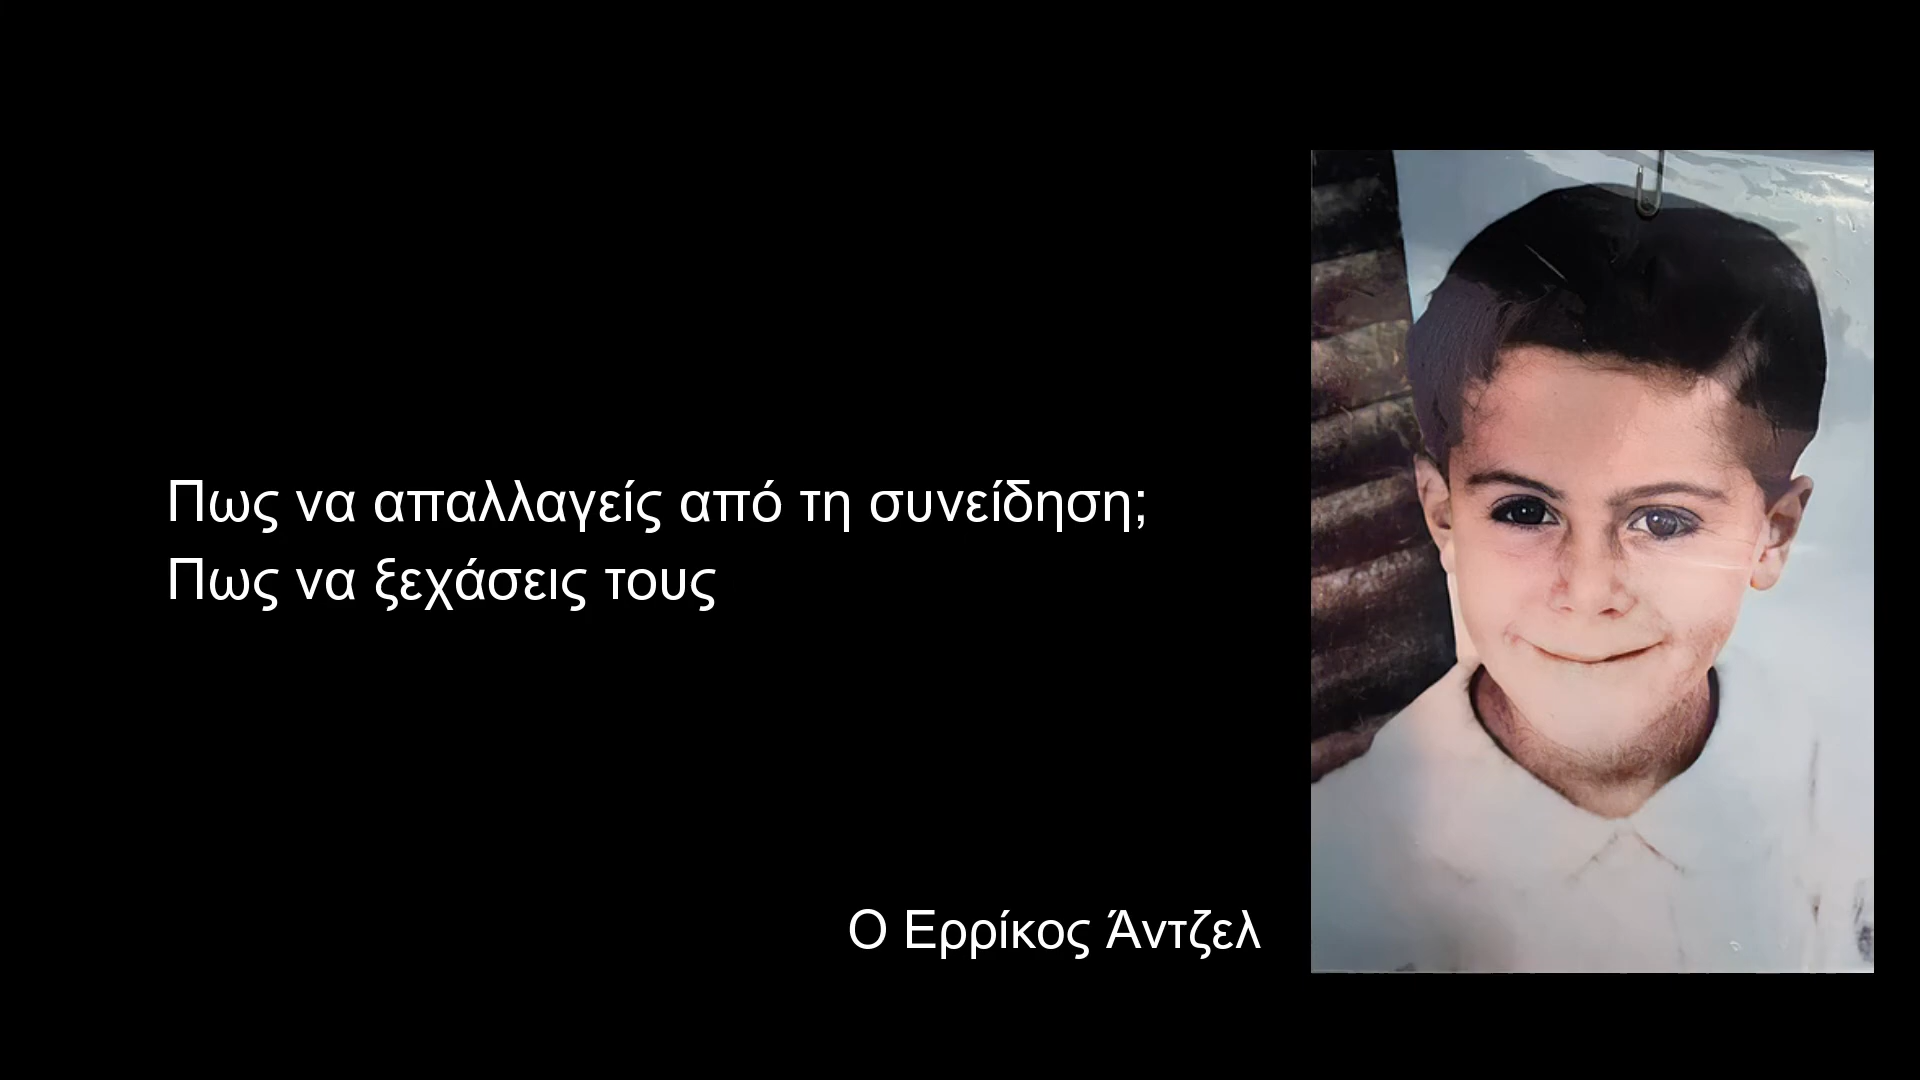 Πως να απαλλαγείς από τη συνείδηση;
Πως να ξεχάσεις τους
Ο Ερρίκος Άντζελ